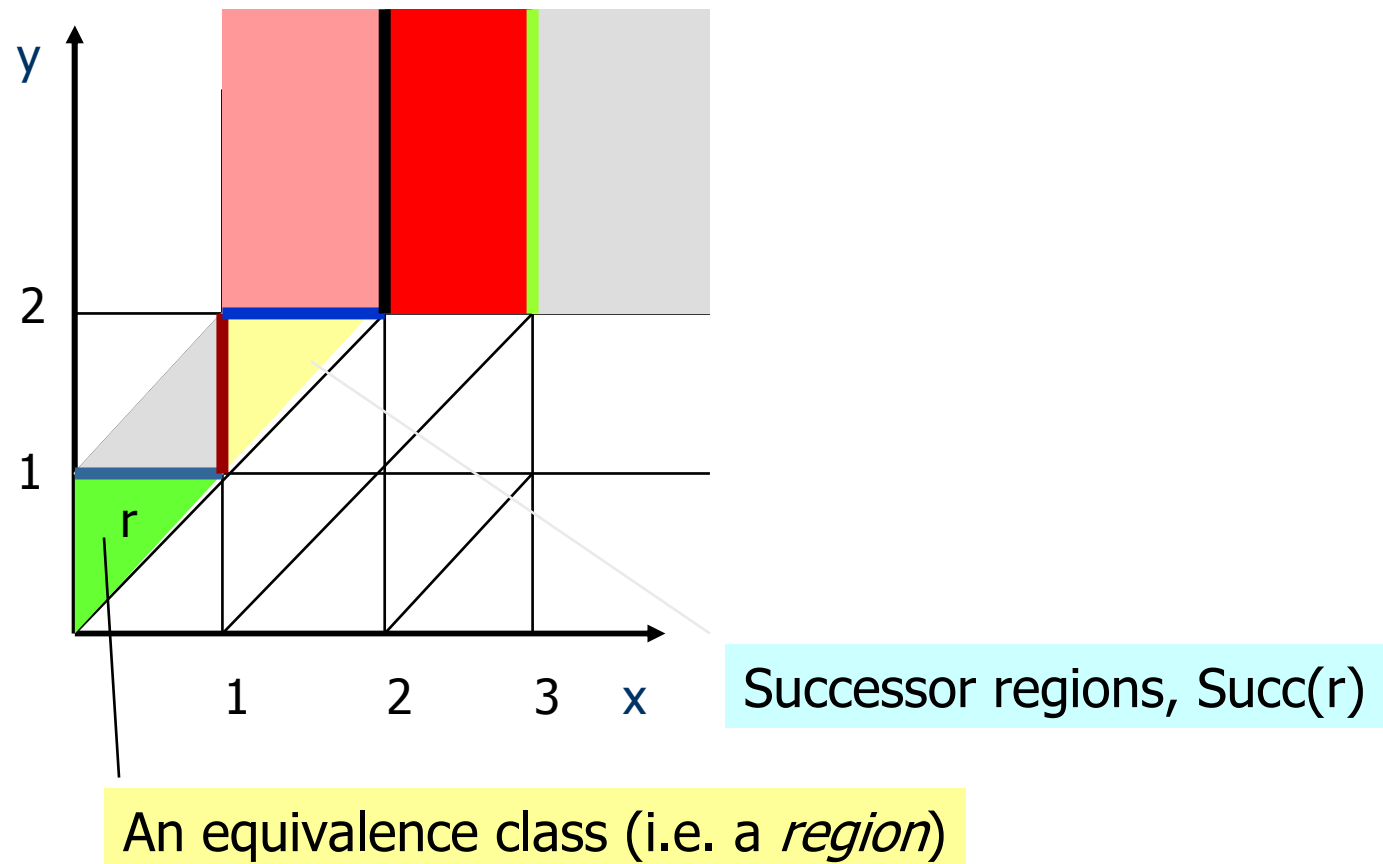 y
2
1
r
1 2 3 x
Successor regions, Succ(r)
An equivalence class (i.e. a region)